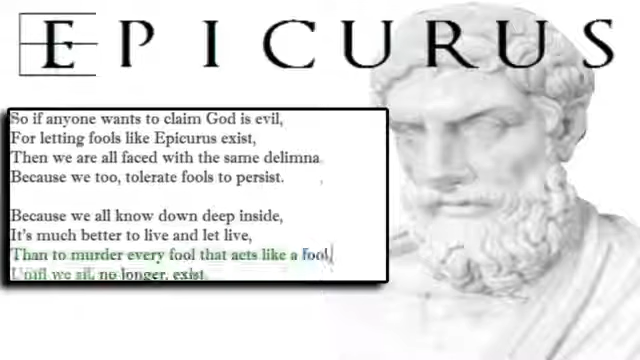 EPICURUS
So if anyone wants to claim God is evil,
For letting fools like Epicurus exist,
Then we are all faced with the same delimna
Because we too, tolerate fools to persist.
Because we all know down deep inside,
It's much better to live and let live,
Than to murder every fool that acts like a fool,
Until we all, no longer, exist.